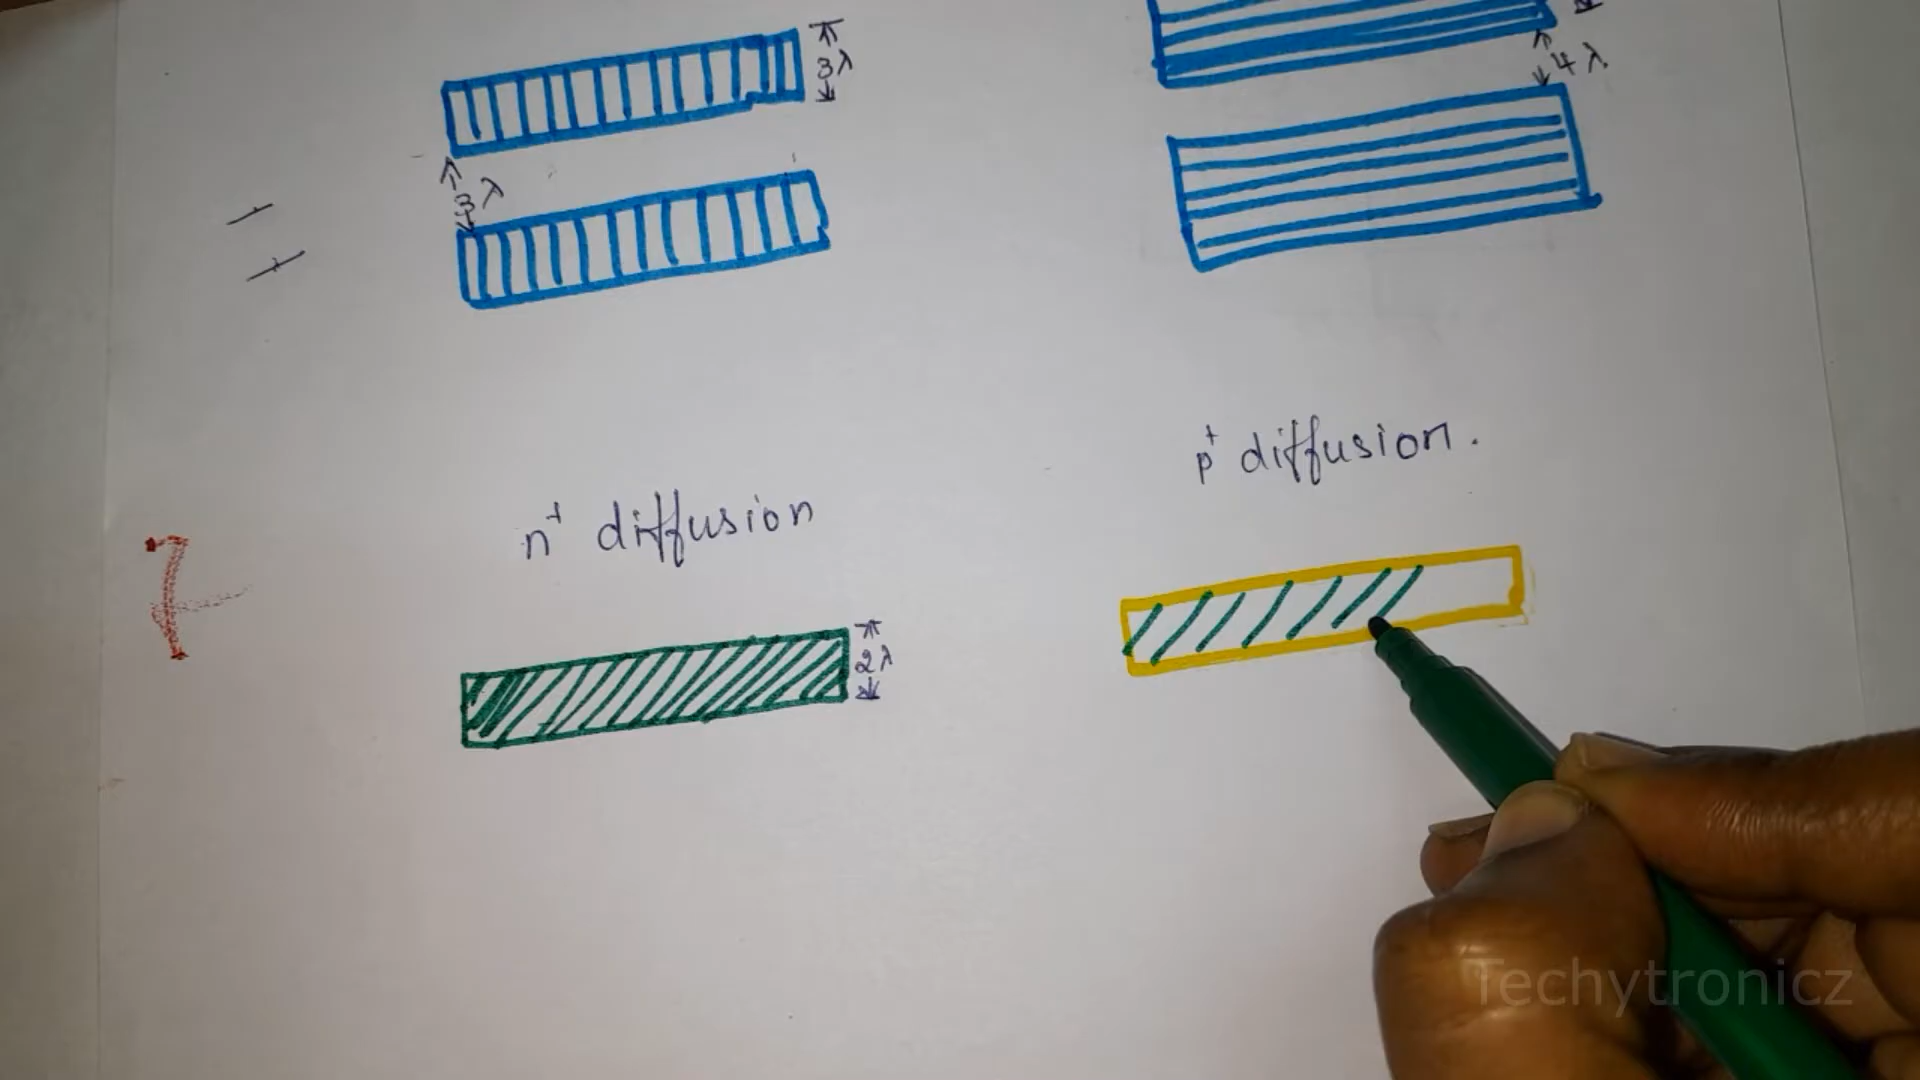 3λ
4λ
3λ
p⁺ diffusion.
n⁺ diffusion
2λ
Techytronicz